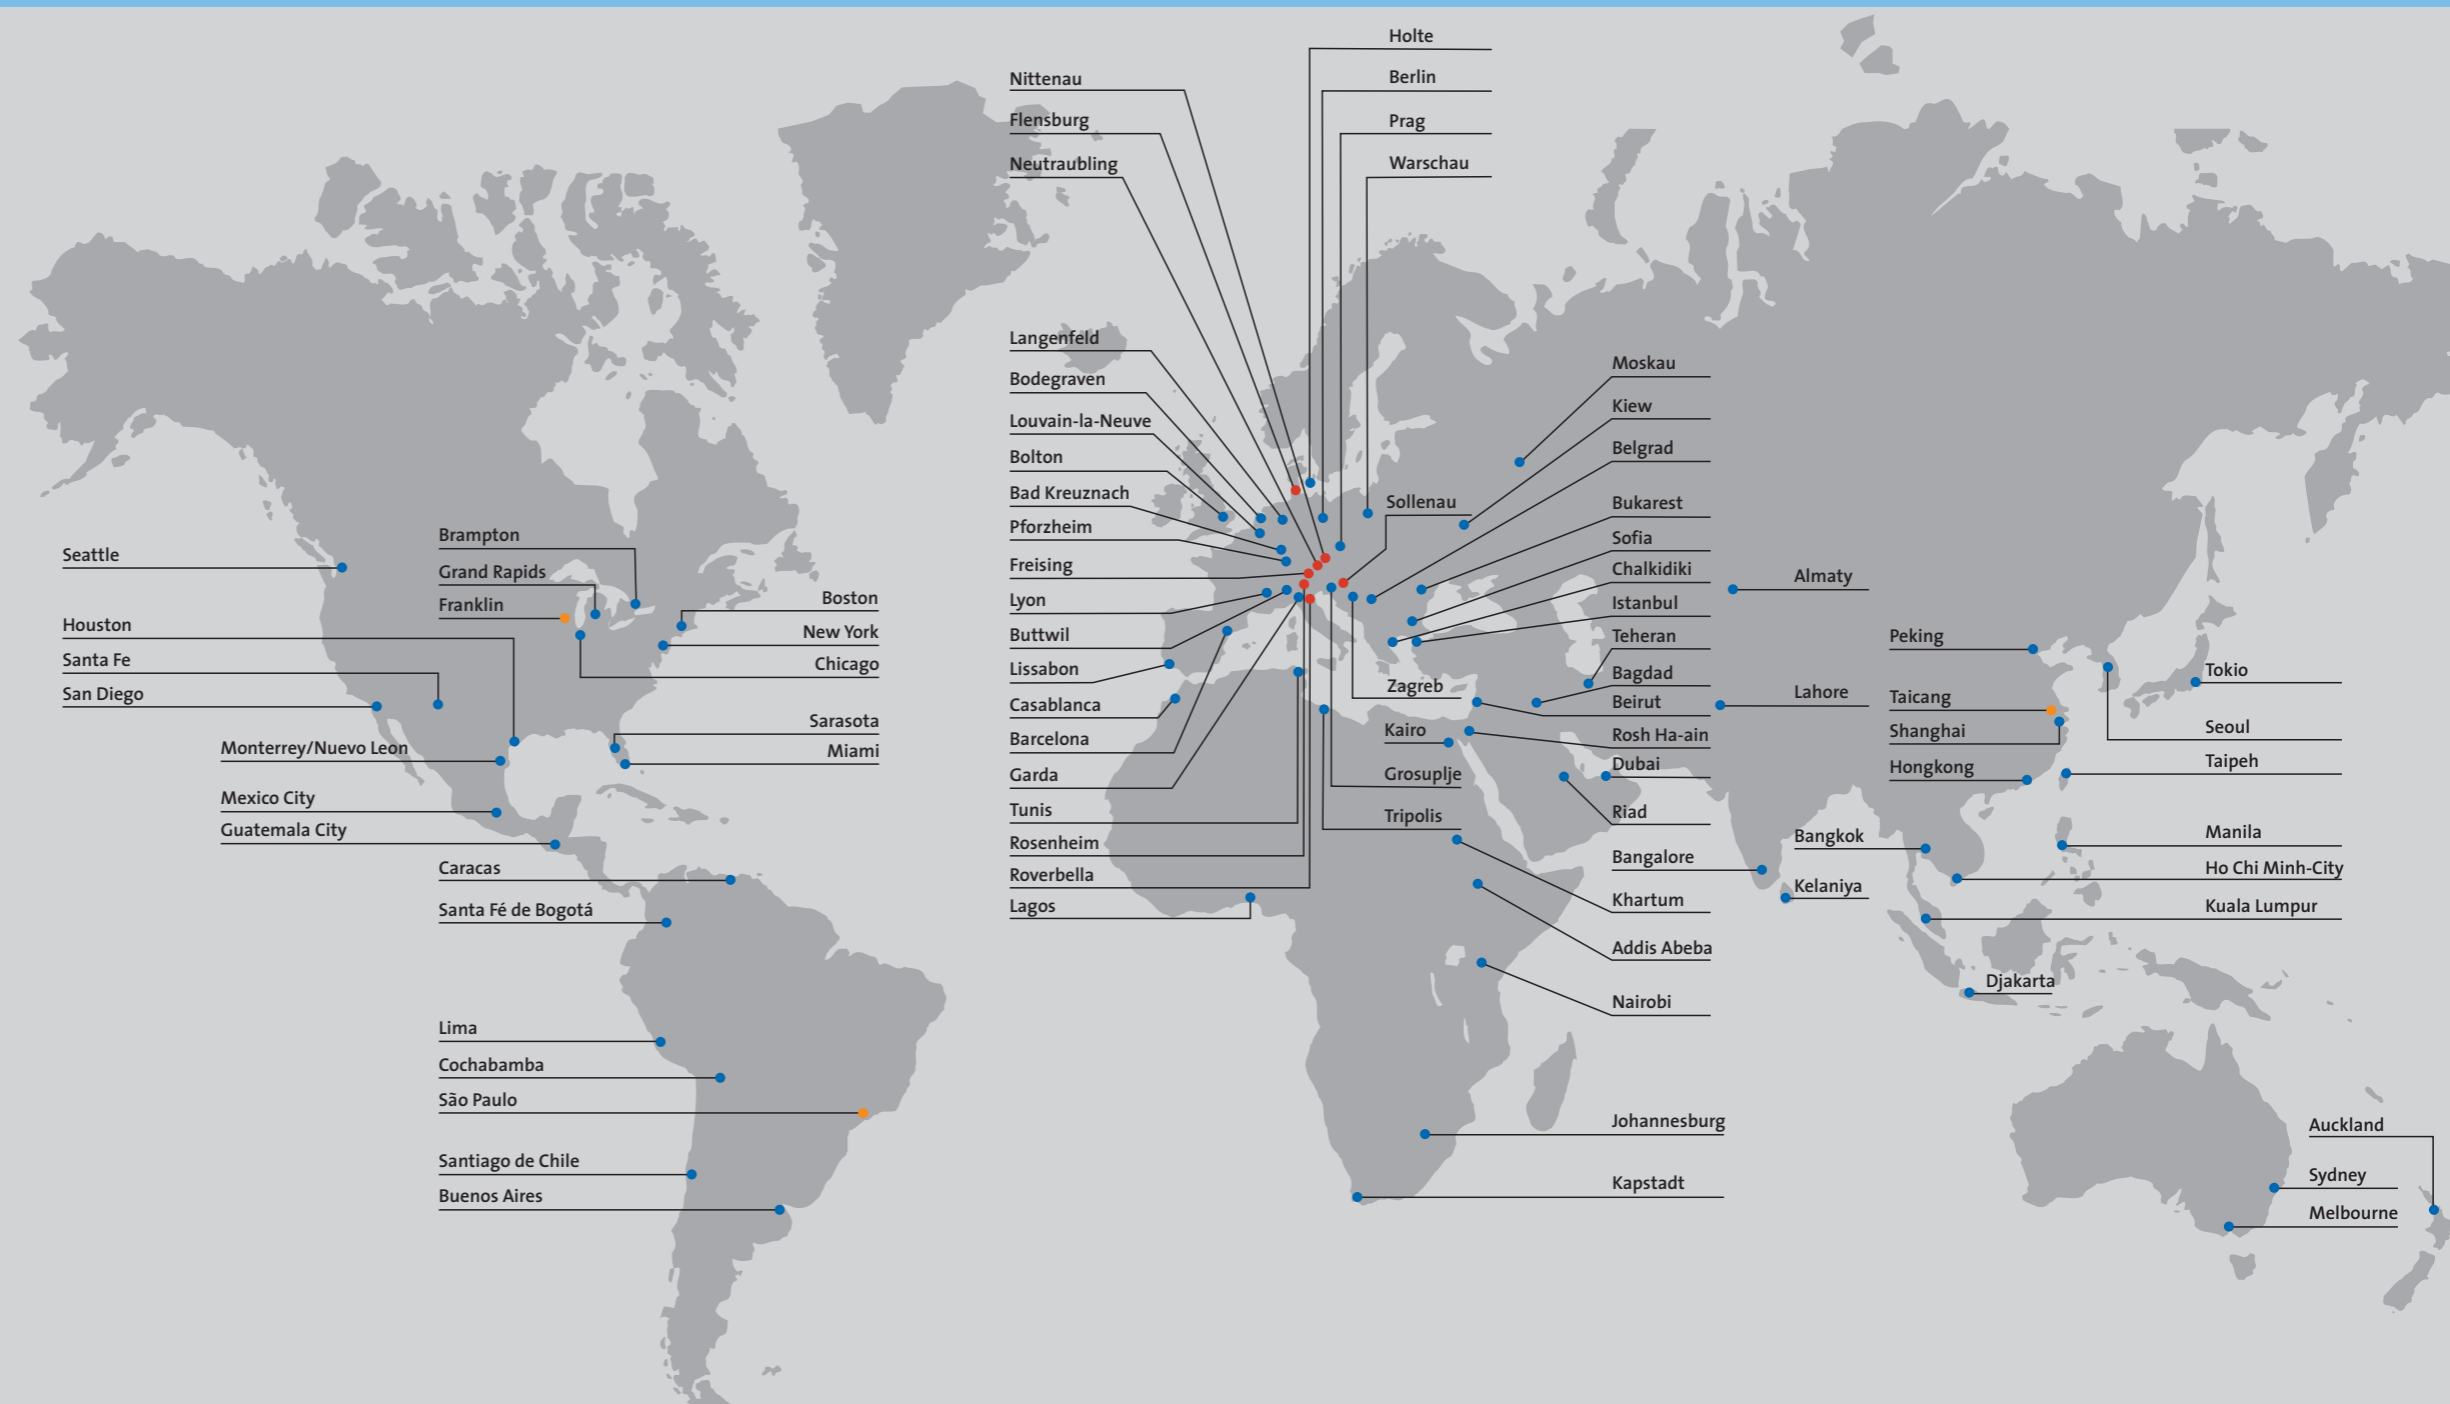 Holte
Nittenau
Berlin
Flensburg
Prag
Neutraubling
Warschau
Langenfeld
Bodegraven
Louvain-la-Neuve
Bolton
Bad Kreuznach
Pforzheim
Freising
Lyon
Buttwil
Lissabon
Casablanca
Barcelona
Garda
Tunis
Rosenheim
Roverbella
Lagos
Sollenau
Zagreb
Kairo
Grosuplje
Tripolis
Moskau
Kiew
Belgrad
Bukarest
Sofia
Chalkidiki
Istanbul
Teheran
Bagdad
Beirut
Rosh Ha-ain
Dubai
Riad
Bangalore
Khartum
Addis Abeba
Nairobi
Johannesburg
Kapstadt
Almaty
Lahore
Bangkok
Kelaniya
Peking
Taicang
Shanghai
Hongkong
Djakarta
Tokio
Seoul
Taipeh
Manila
Ho Chi Minh-City
Kuala Lumpur
Auckland
Sydney
Melbourne
Seattle
Houston
Santa Fe
San Diego
Monterrey/Nuevo Leon
Mexico City
Guatemala City
Brampton
Grand Rapids
Franklin
Boston
New York
Chicago
Sarasota
Miami
Caracas
Santa Fé de Bogotá
Lima
Cochabamba
São Paulo
Santiago de Chile
Buenos Aires